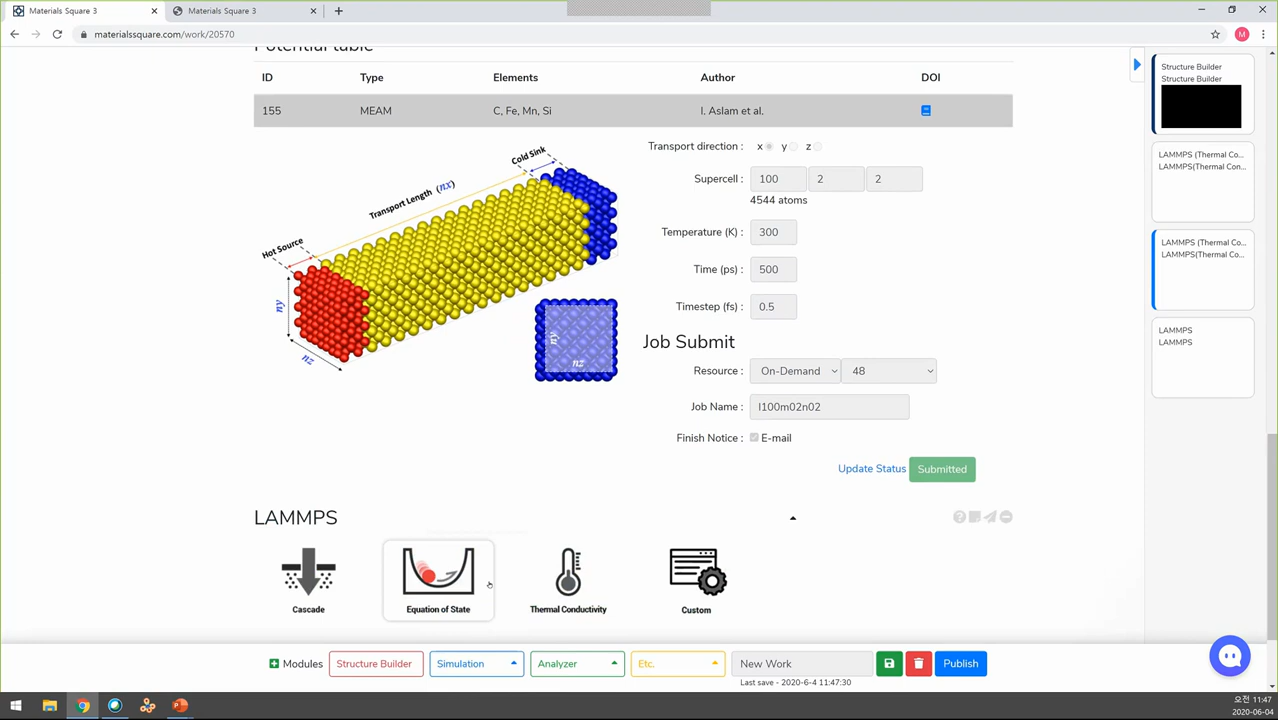 Materials Square 3
Materials Square 3
materialssquare.com/work/20570
M
Potential table
ID Type Elements Author DOI
155 MEAM C, Fe, Mn, Si I. Aslam et al.
Transport direction : x y z
Supercell : 100 2 2
4544 atoms
Temperature (K) : 300
Time (ps) : 500
Timestep (fs) : 0.5
Cold Sink
Transport Length (nx)
Hot Source
ny
nz
ny
nz
Job Submit
Resource : On-Demand 48
Job Name : l100m02n02
Finish Notice : E-mail
Update Status Submitted
LAMMPS
Cascade
Equation of State
Thermal Conductivity
Custom
Structure Builder
Structure Builder
LAMMPS (Thermal Co...
LAMMPS(Thermal Con...
LAMMPS (Thermal Co...
LAMMPS(Thermal Co...
LAMMPS
LAMMPS
Modules Structure Builder Simulation Analyzer Etc. New Work Publish
Last save - 2020-6-4 11:47:30
오전 11:47
2020-06-04